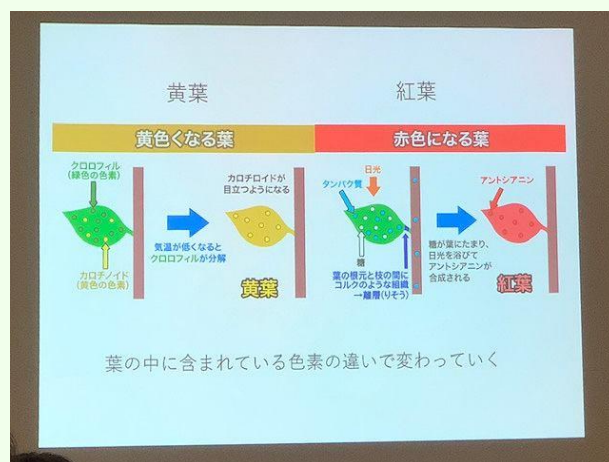 黄葉
紅葉
黄色くなる葉
赤色になる葉
クロロフィル
(緑色の色素)
カロチノイド
(黄色の色素)
気温が低くなると
クロロフィルが分解
カロチロイドが
目立つようになる
黄葉
日光
タンパク質
糖
葉の根元と枝の間に
コルクのような組織
→離層(りそう)
アントシアニン
糖が葉にたまり、
日光を浴びて
アントシアニンが
合成される
紅葉
葉の中に含まれている色素の違いで変わっていく